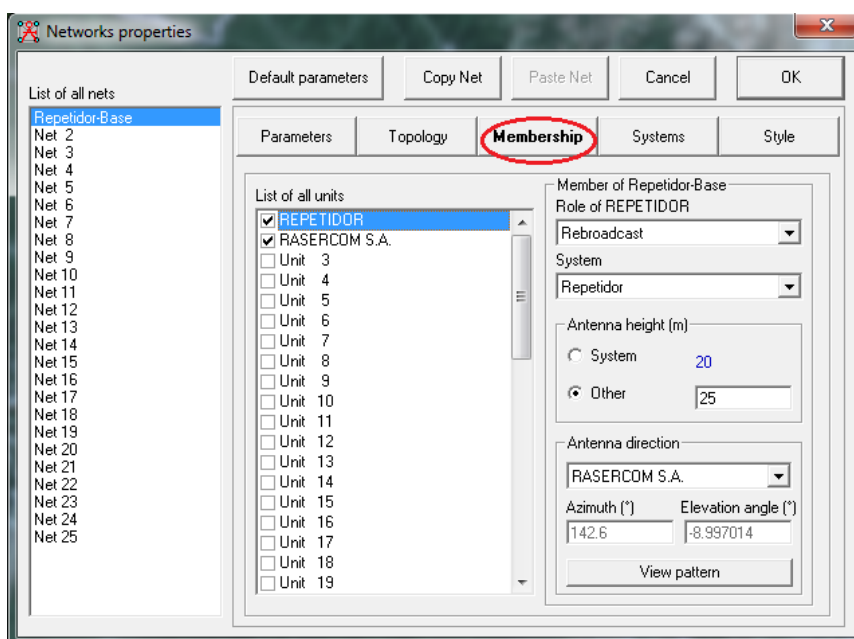 Networks properties
Default parameters Copy Net Paste Net Cancel OK
List of all nets
Repetidor-Base
Net 2
Net 3
Net 4
Net 5
Net 6
Net 7
Net 8
Net 9
Net 10
Net 11
Net 12
Net 13
Net 14
Net 15
Net 16
Net 17
Net 18
Net 19
Net 20
Net 21
Net 22
Net 23
Net 24
Net 25
Parameters Topology Membership Systems Style
List of all units
REPETIDOR
RASERCOM S.A.
Unit 3
Unit 4
Unit 5
Unit 6
Unit 7
Unit 8
Unit 9
Unit 10
Unit 11
Unit 12
Unit 13
Unit 14
Unit 15
Unit 16
Unit 17
Unit 18
Unit 19
Member of Repetidor-Base
Role of REPETIDOR
Rebroadcast
System
Repetidor
Antenna height (m)
System 20
Other 25
Antenna direction
RASERCOM S.A.
Azimuth (°) Elevation angle (°)
142.6 -8.997014
View pattern